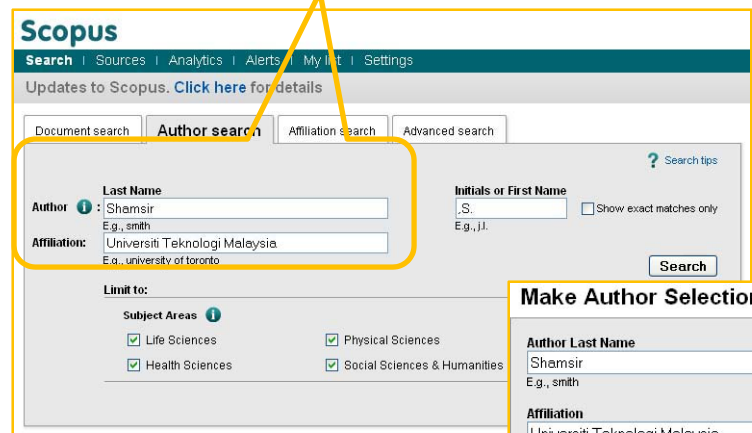 Scopus
Search | Sources | Analytics | Alerts | My list | Settings
Updates to Scopus. Click here for details
Document search Author search Affiliation search Advanced search
? Search tips
Last Name Initials or First Name
Author i : Shamsir ,S. Show exact matches only
E.g., smith E.g., j.l.
Affiliation: Universiti Teknologi Malaysia
E.g., university of toronto
Search
Limit to:
Subject Areas i
Life Sciences Physical Sciences
Health Sciences Social Sciences & Humanities
Make Author Selection
Author Last Name
Shamsir
E.g., smith
Affiliation
Universiti Teknologi Malaysia